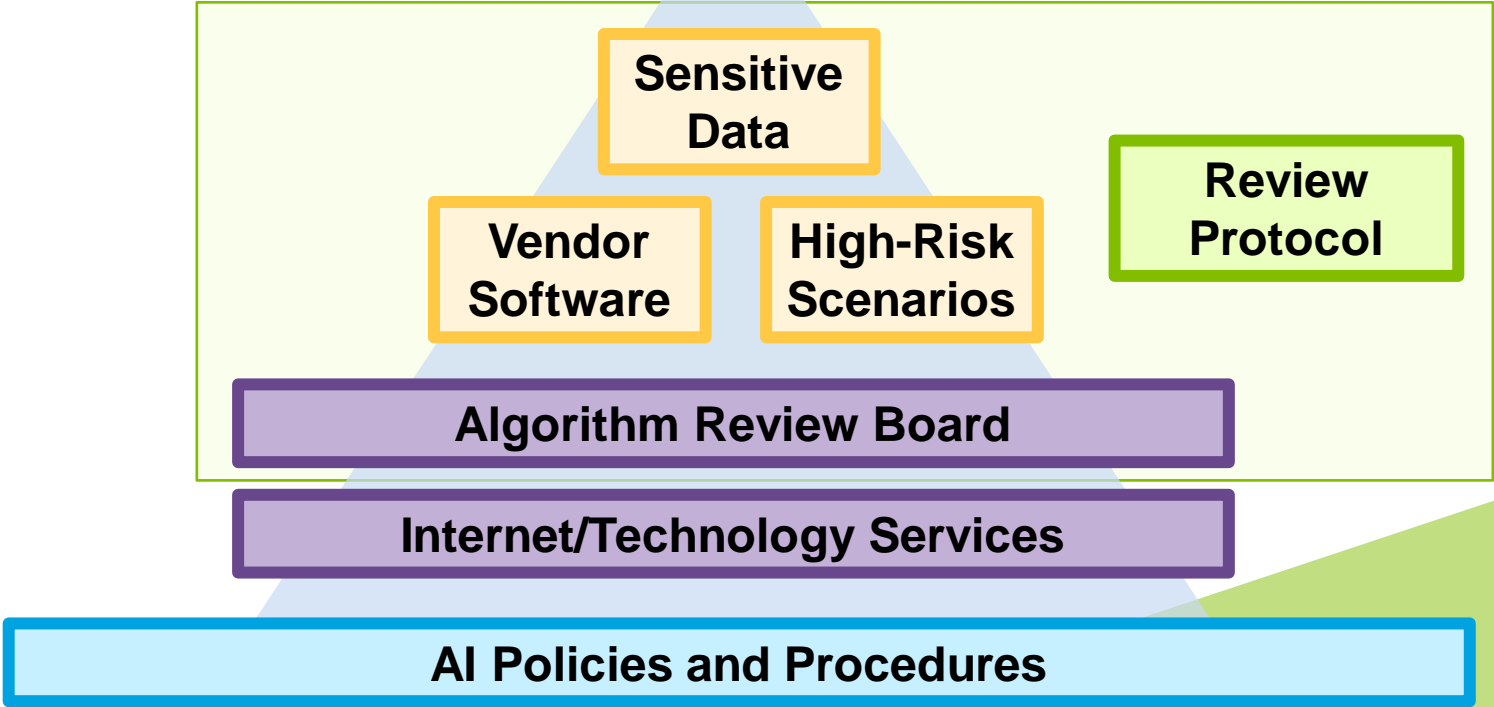 Sensitive
Data
Review
Protocol
Vendor
Software
High-Risk
Scenarios
Algorithm Review Board
Internet/Technology Services
AI Policies and Procedures